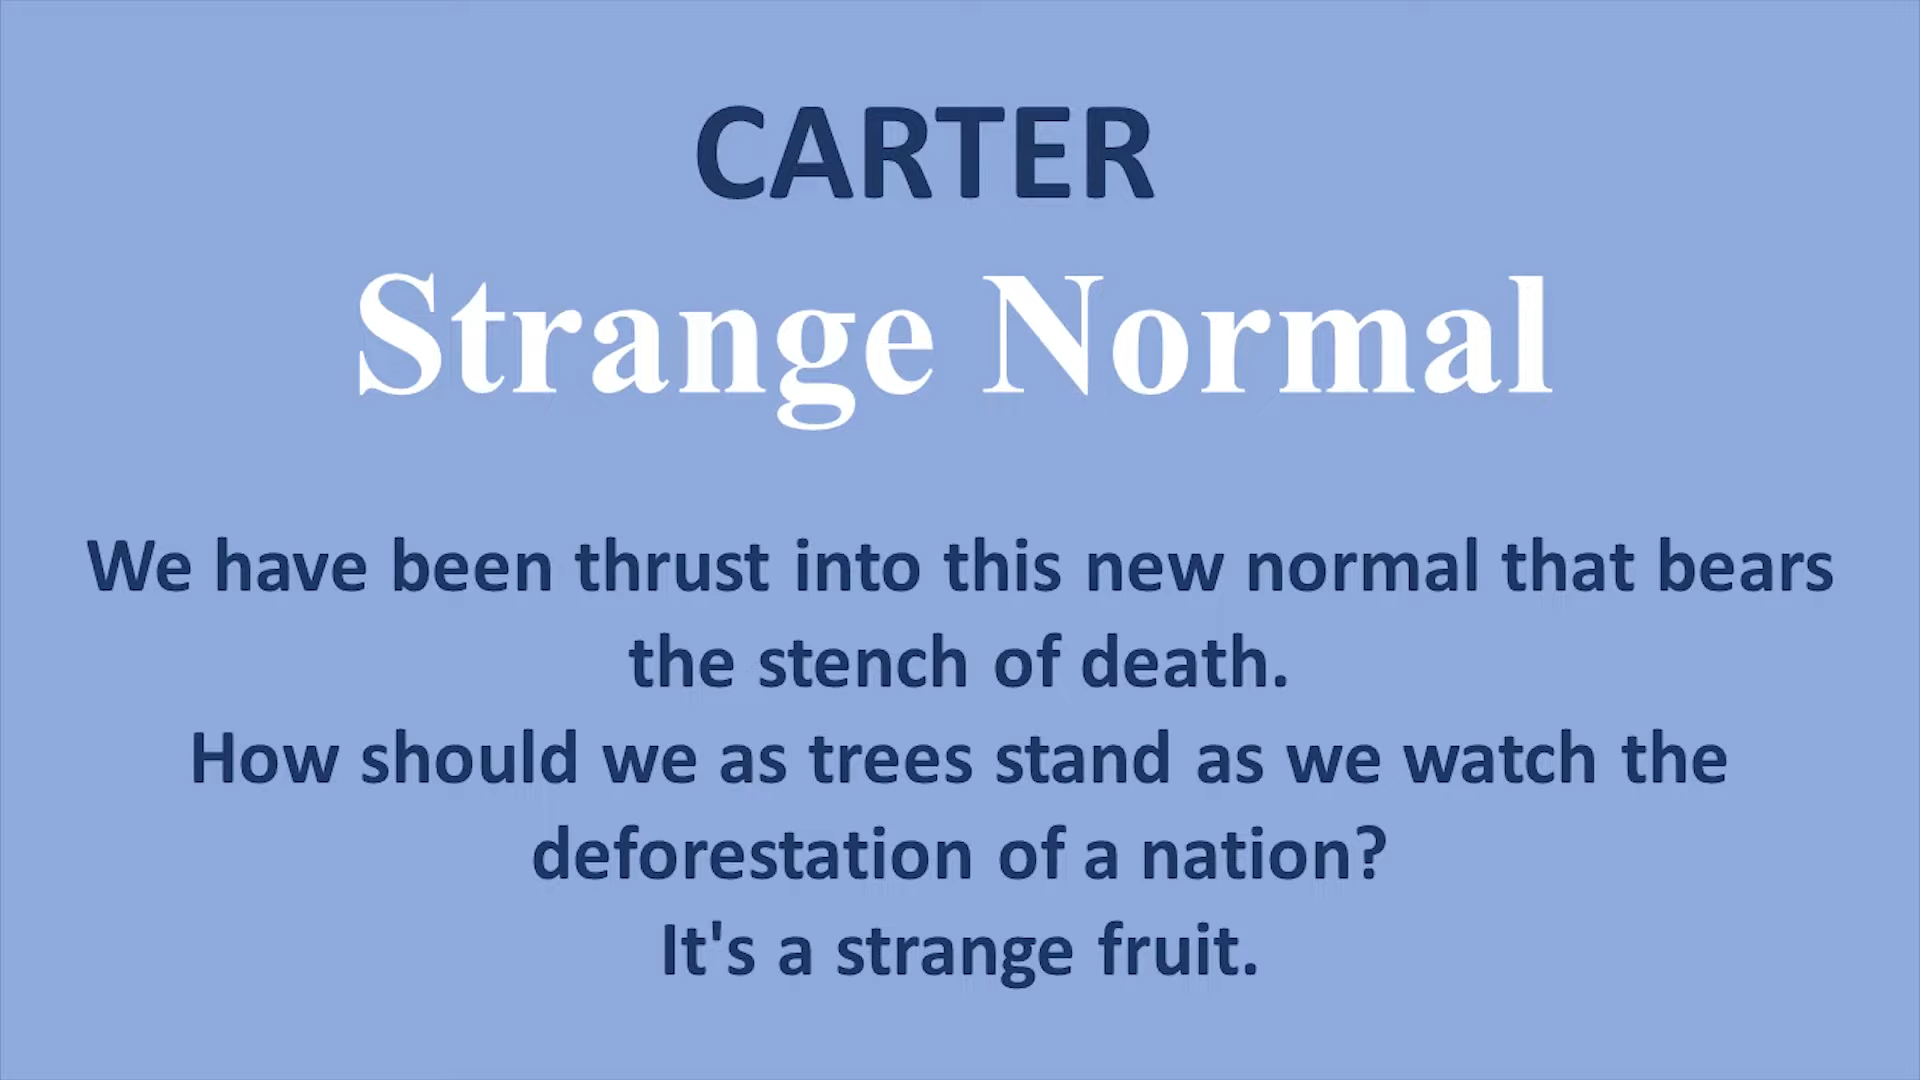 CARTER
Strange Normal
We have been thrust into this new normal that bears
the stench of death.
How should we as trees stand as we watch the
deforestation of a nation?
It's a strange fruit.